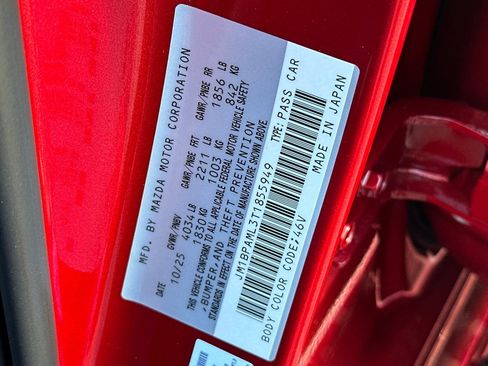 MFD. BY MAZDA MOTOR CORPORATION
DATE GVWR/PNBV GAWR/PNBE FRT GAWR/PNBE RR
10/25 4034 LB 2211 LB 1856 LB
1830 KG 1003 KG 842 KG
THIS VEHICLE CONFORMS TO ALL APPLICABLE FEDERAL MOTOR VEHICLE SAFETY
, BUMPER, AND THEFT PREVENTION
STANDARDS IN EFFECT ON THE DATE OF MANUFACTURE SHOWN ABOVE
JM1BPAML3T1855949 TYPE: PASS CAR
BODY COLOR CODE:46V MADE IN JAPAN